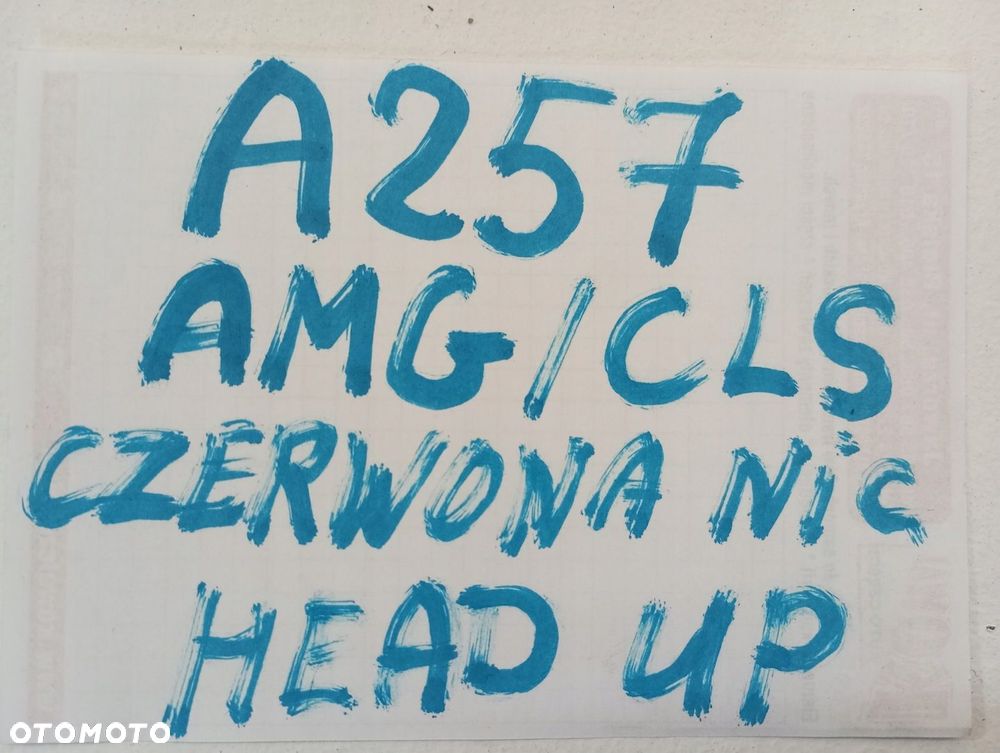 A257
AMG/CLS
CZERWONA NiC
HEAD UP
OTOMOTO